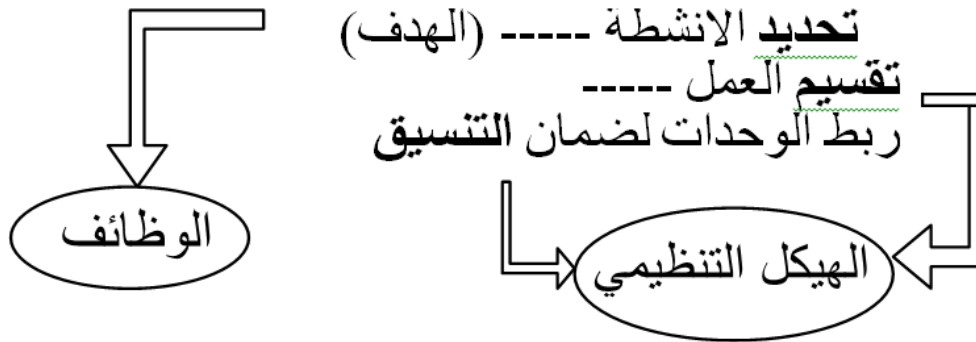 تحديد الانشطة ----- (الهدف)
تقسيم العمل -----
ربط الوحدات لضمان التنسيق
الوظائف
الهيكل التنظيمي